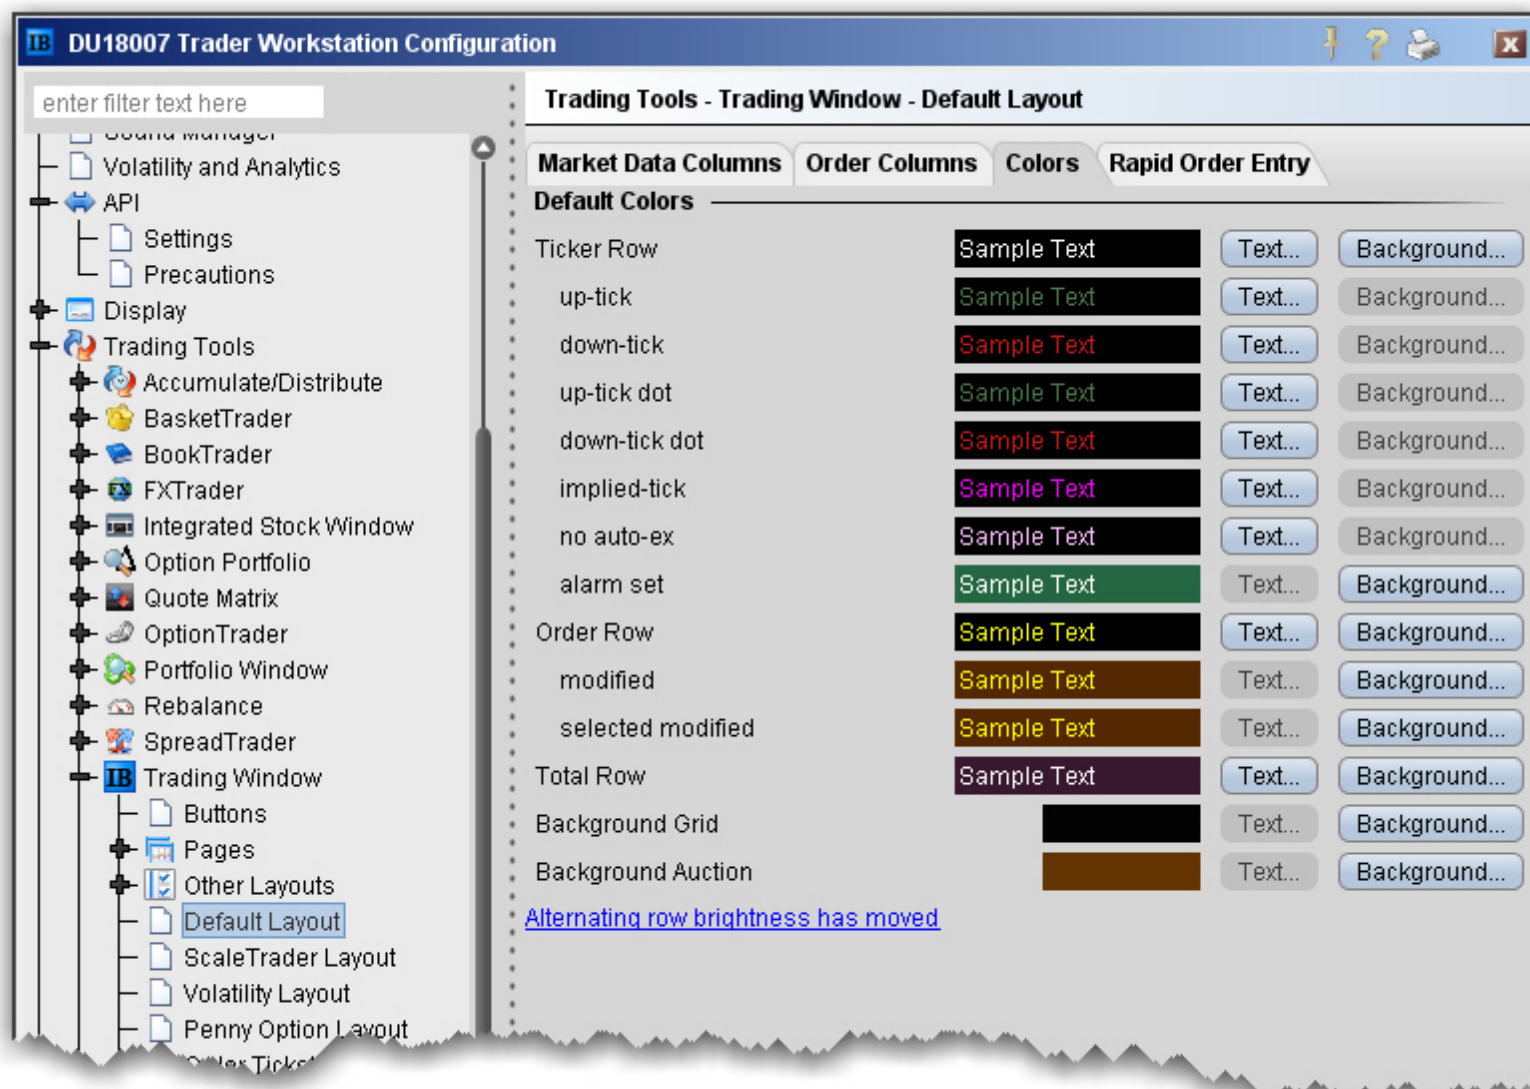 IB DU18007 Trader Workstation Configuration
enter filter text here
Sound Manager
Volatility and Analytics
API
Settings
Precautions
Display
Trading Tools
Accumulate/Distribute
BasketTrader
BookTrader
FX FXTrader
Integrated Stock Window
Option Portfolio
Quote Matrix
OptionTrader
Portfolio Window
Rebalance
SpreadTrader
IB Trading Window
Buttons
Pages
Other Layouts
Default Layout
ScaleTrader Layout
Volatility Layout
Penny Option Layout
Trading Tools - Trading Window - Default Layout
Market Data Columns Order Columns Colors Rapid Order Entry
Default Colors
Ticker Row Sample Text Text... Background...
up-tick Sample Text Text... Background...
down-tick Sample Text Text... Background...
up-tick dot Sample Text Text... Background...
down-tick dot Sample Text Text... Background...
implied-tick Sample Text Text... Background...
no auto-ex Sample Text Text... Background...
alarm set Sample Text Text... Background...
Order Row Sample Text Text... Background...
modified Sample Text Text... Background...
selected modified Sample Text Text... Background...
Total Row Sample Text Text... Background...
Background Grid Text... Background...
Background Auction Text... Background...
Alternating row brightness has moved